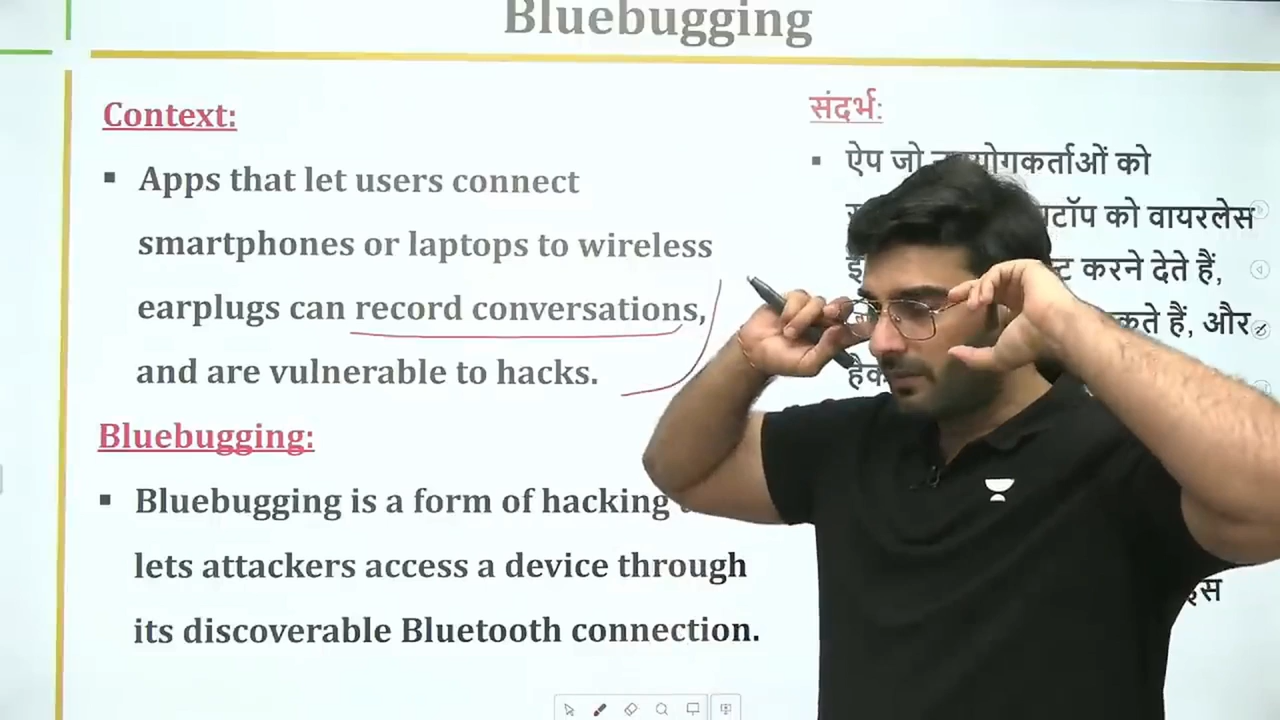 Bluebugging
Context:
▪ Apps that let users connect
smartphones or laptops to wireless
earplugs can record conversations,
and are vulnerable to hacks.
Bluebugging:
▪ Bluebugging is a form of hacking
lets attackers access a device through
its discoverable Bluetooth connection.
संदर्भ:
▪ ऐप जो को
को वायरलेस
करने देते हैं,
हैं, और